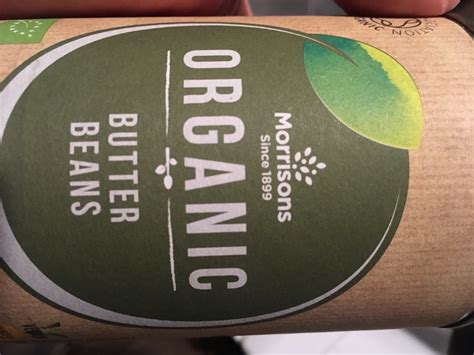 Morrisons
Since 1899
ORGANIC
BUTTER
BEANS